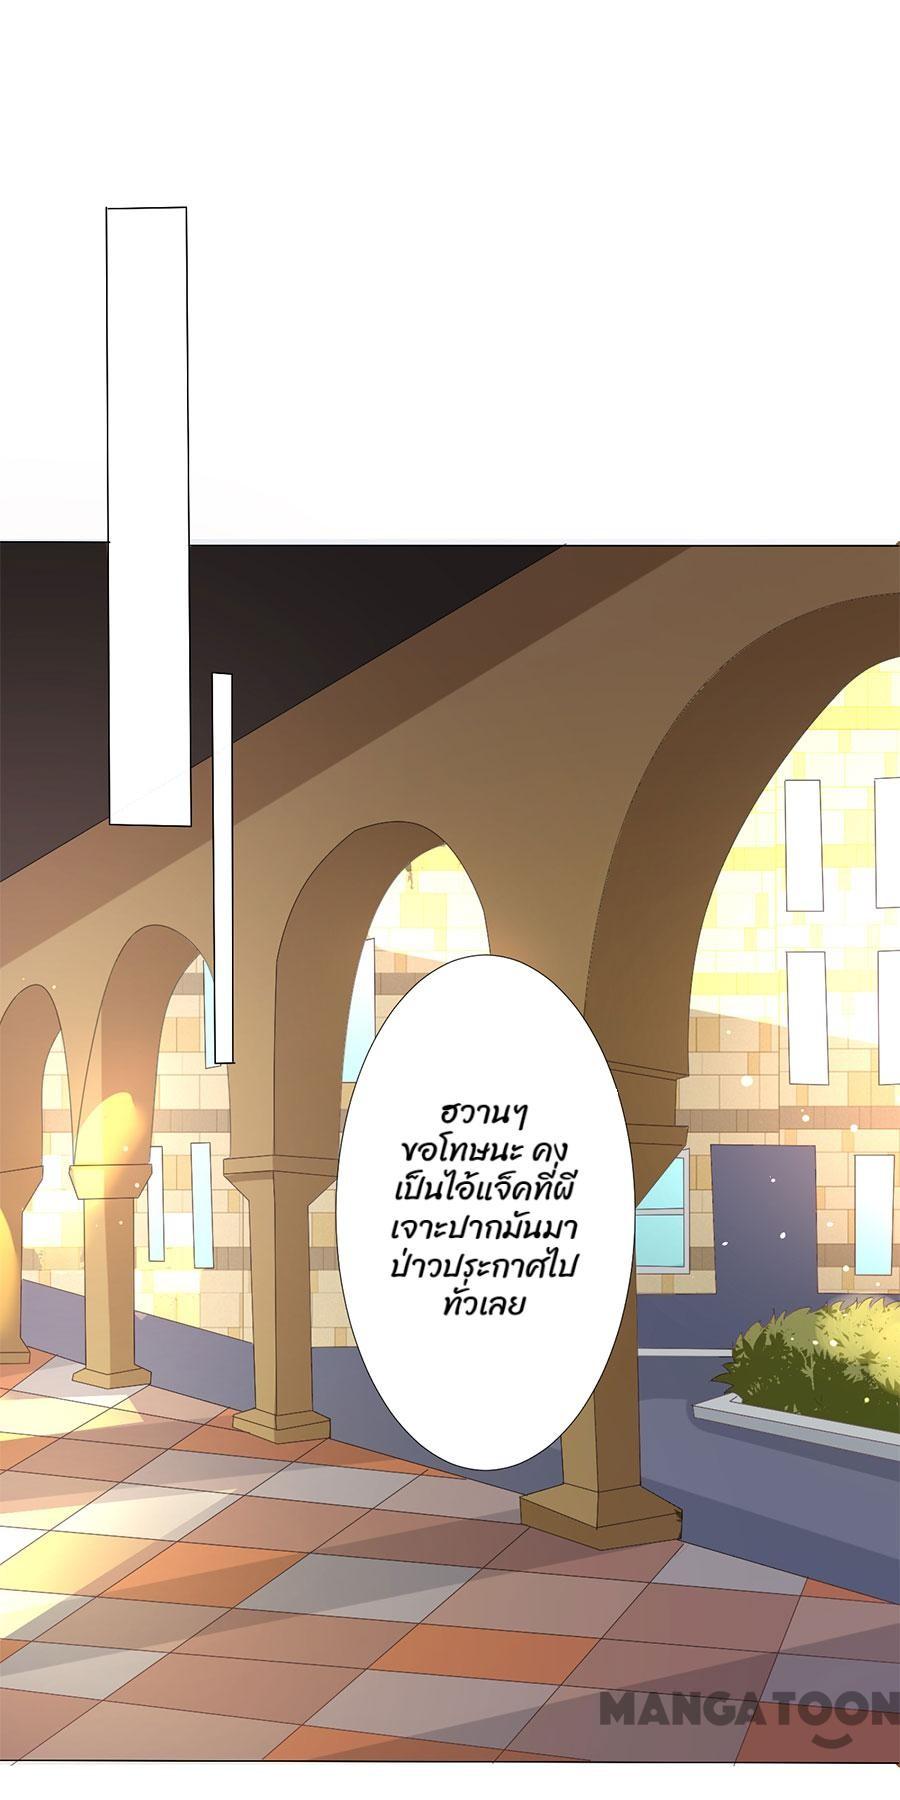 ฮวานๆ
ขอโทษนะ คง
เป็นไอ้แจ็คที่ผี
เจาะปากมันมา
ป่าวประกาศไป
ทั่วเลย
MANGATOON